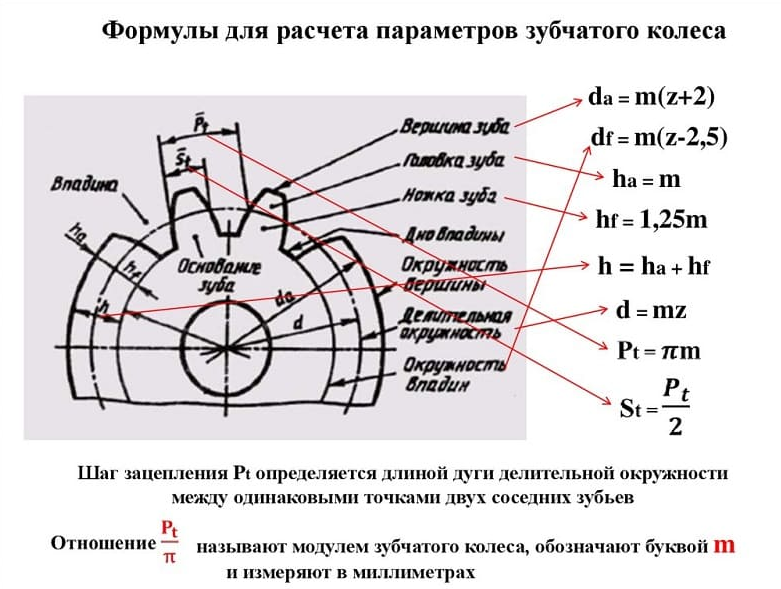 Формулы для расчета параметров зубчатого колеса
P̄t
S̄t
Впадина
ha
hf
h
Основание
зуба
da
d
Вершина зуба
Головка зуба
Ножка зуба
Дно впадины
Окружность
вершины
Делительная
окружность
Окружность
впадин
da = m(z+2)
df = m(z-2,5)
ha = m
hf = 1,25m
h = ha + hf
d = mz
Pt = πm
St = Pt/2
Шаг зацепления Pt определяется длиной дуги делительной окружности
между одинаковыми точками двух соседних зубьев
Отношение Pt/π называют модулем зубчатого колеса, обозначают буквой m
и измеряют в миллиметрах